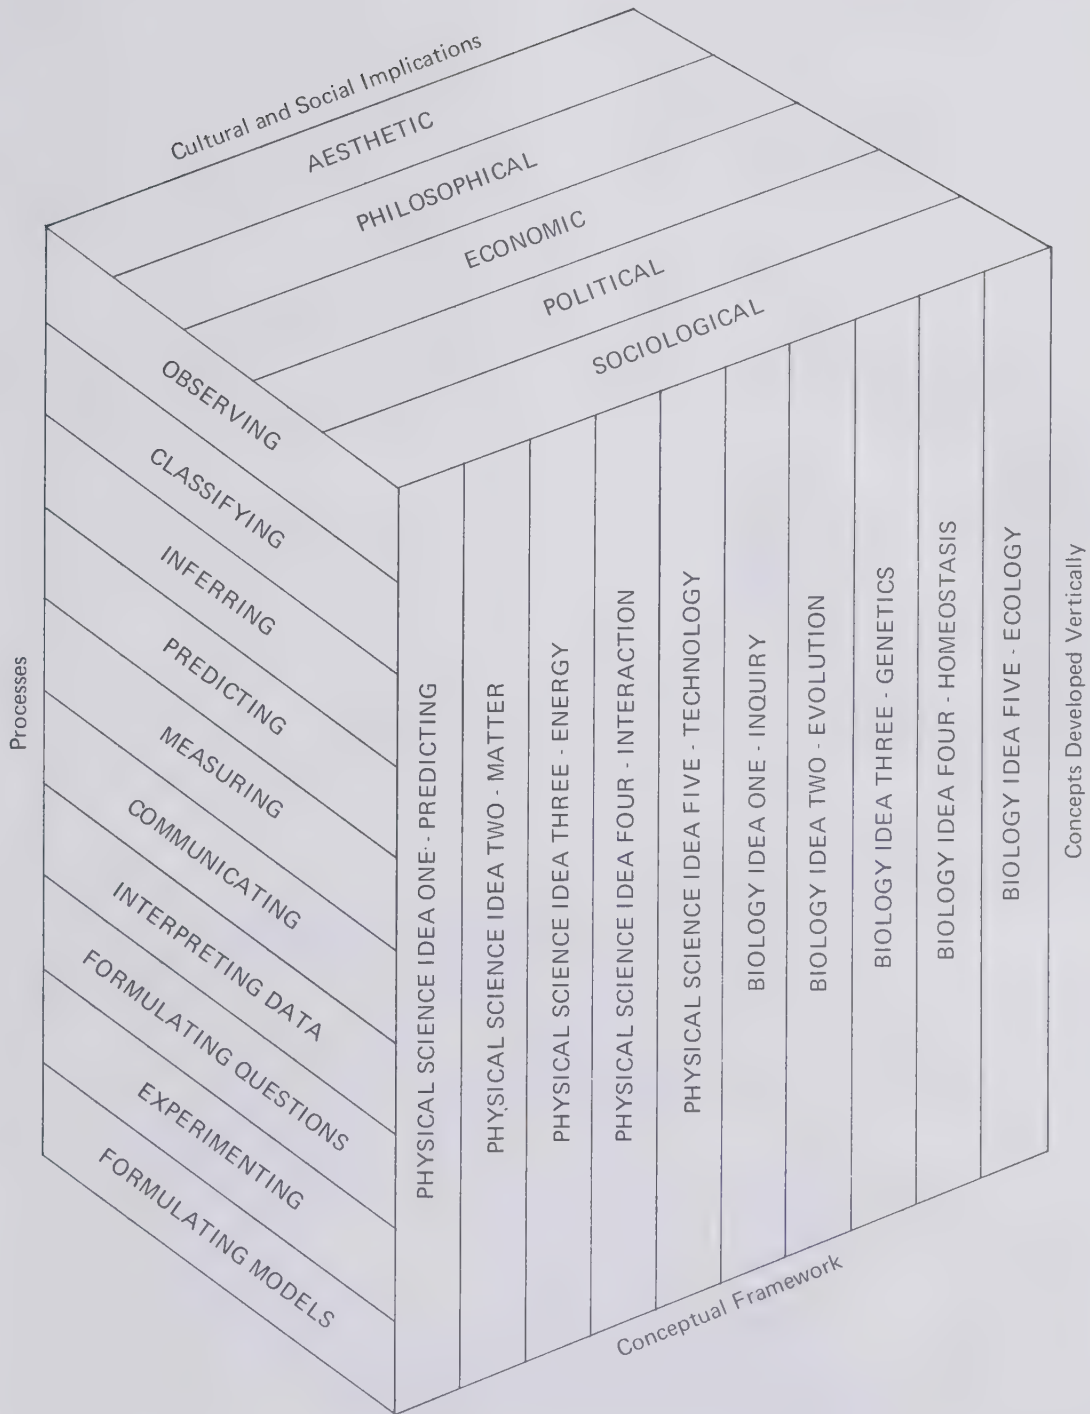 Cultural and Social Implications
AESTHETIC
PHILOSOPHICAL
ECONOMIC
POLITICAL
SOCIOLOGICAL
Processes
OBSERVING
CLASSIFYING
INFERRING
PREDICTING
MEASURING
COMMUNICATING
INTERPRETING DATA
FORMULATING QUESTIONS
EXPERIMENTING
FORMULATING MODELS
PHYSICAL SCIENCE IDEA ONE - PREDICTING
PHYSICAL SCIENCE IDEA TWO - MATTER
PHYSICAL SCIENCE IDEA THREE - ENERGY
PHYSICAL SCIENCE IDEA FOUR - INTERACTION
PHYSICAL SCIENCE IDEA FIVE - TECHNOLOGY
BIOLOGY IDEA ONE - INQUIRY
BIOLOGY IDEA TWO - EVOLUTION
BIOLOGY IDEA THREE - GENETICS
BIOLOGY IDEA FOUR - HOMEOSTASIS
BIOLOGY IDEA FIVE - ECOLOGY
Concepts Developed Vertically
Conceptual Framework